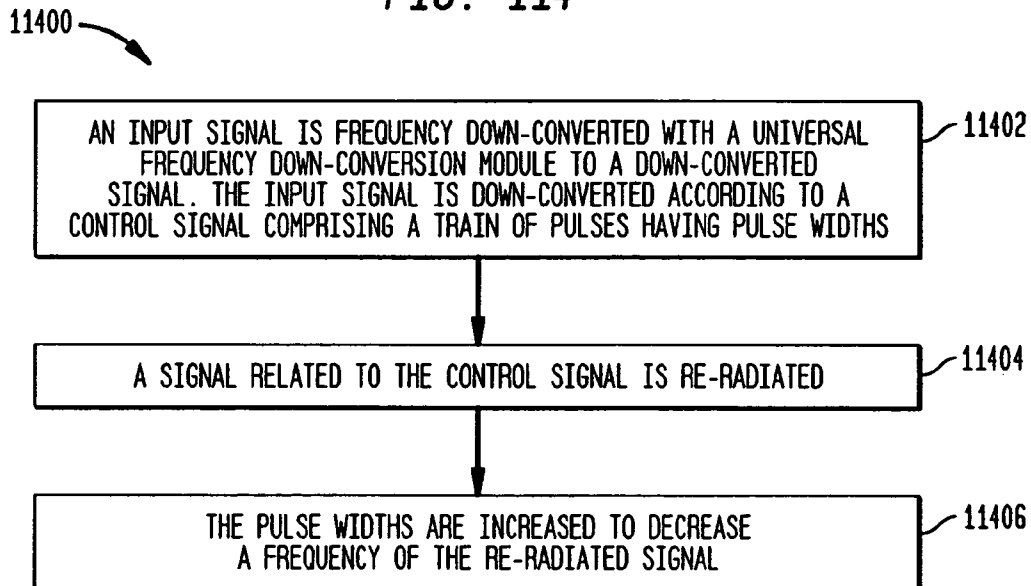 FIG. 114
11400
AN INPUT SIGNAL IS FREQUENCY DOWN-CONVERTED WITH A UNIVERSAL
FREQUENCY DOWN-CONVERSION MODULE TO A DOWN-CONVERTED
SIGNAL. THE INPUT SIGNAL IS DOWN-CONVERTED ACCORDING TO A
CONTROL SIGNAL COMPRISING A TRAIN OF PULSES HAVING PULSE WIDTHS
11402
A SIGNAL RELATED TO THE CONTROL SIGNAL IS RE-RADIATED
11404
THE PULSE WIDTHS ARE INCREASED TO DECREASE
A FREQUENCY OF THE RE-RADIATED SIGNAL
11406